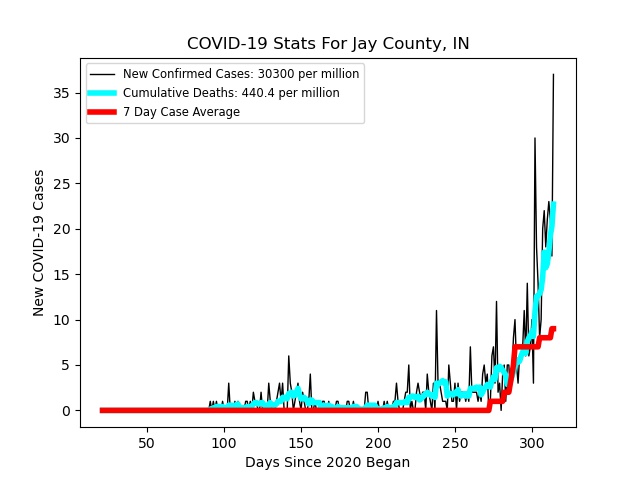 COVID-19 Stats For Jay County, IN
New Confirmed Cases: 30300 per million
Cumulative Deaths: 440.4 per million
7 Day Case Average
New COVID-19 Cases
35
30
25
20
15
10
5
0
50 100 150 200 250 300
Days Since 2020 Began